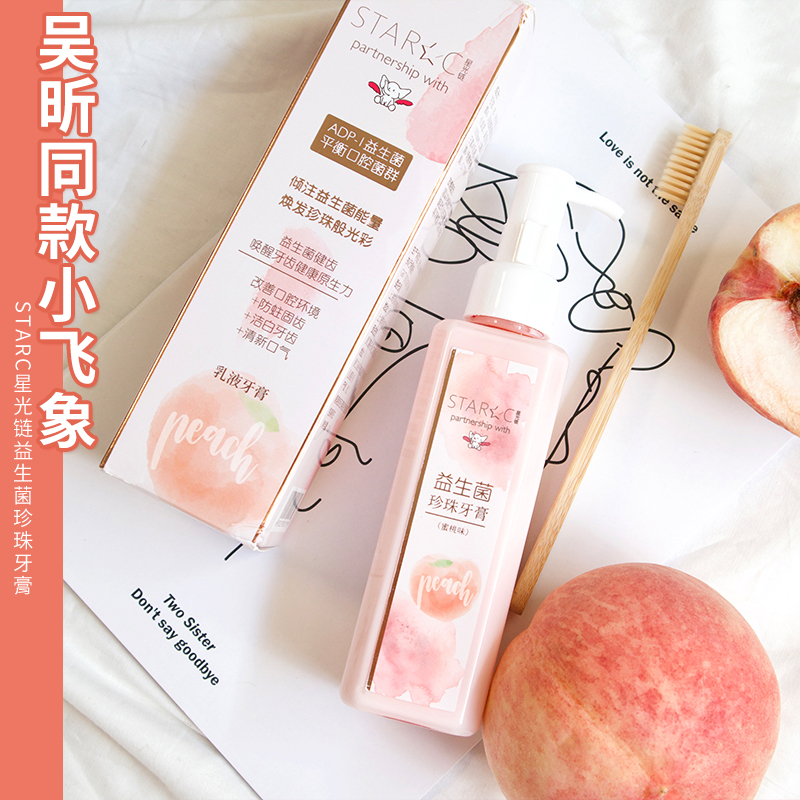 吴昕同款小飞象
STARC星光链益生菌珍珠牙膏
STAR C
星光链
partnership with
ADP-1益生菌
平衡口腔菌群
倾注益生菌能量
焕发珍珠般光彩
益生菌健齿
唤醒牙齿健康原生力
改善口腔环境
+防蛀固齿
+洁白牙齿
+清新口气
乳液牙膏
peach
STAR C
星光链
partnership with
益生菌
珍珠牙膏
(蜜桃味)
peach
Love is not the same
Two Sister
Don't say goodbye